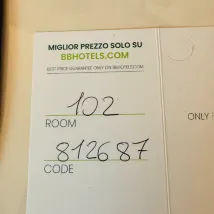 MIGLIOR PREZZO SOLO SU
BBHOTELS.COM
BEST PRICE GUARANTEE ONLY ON BBHOTELS.COM
102
ROOM
812687
CODE
ONLY